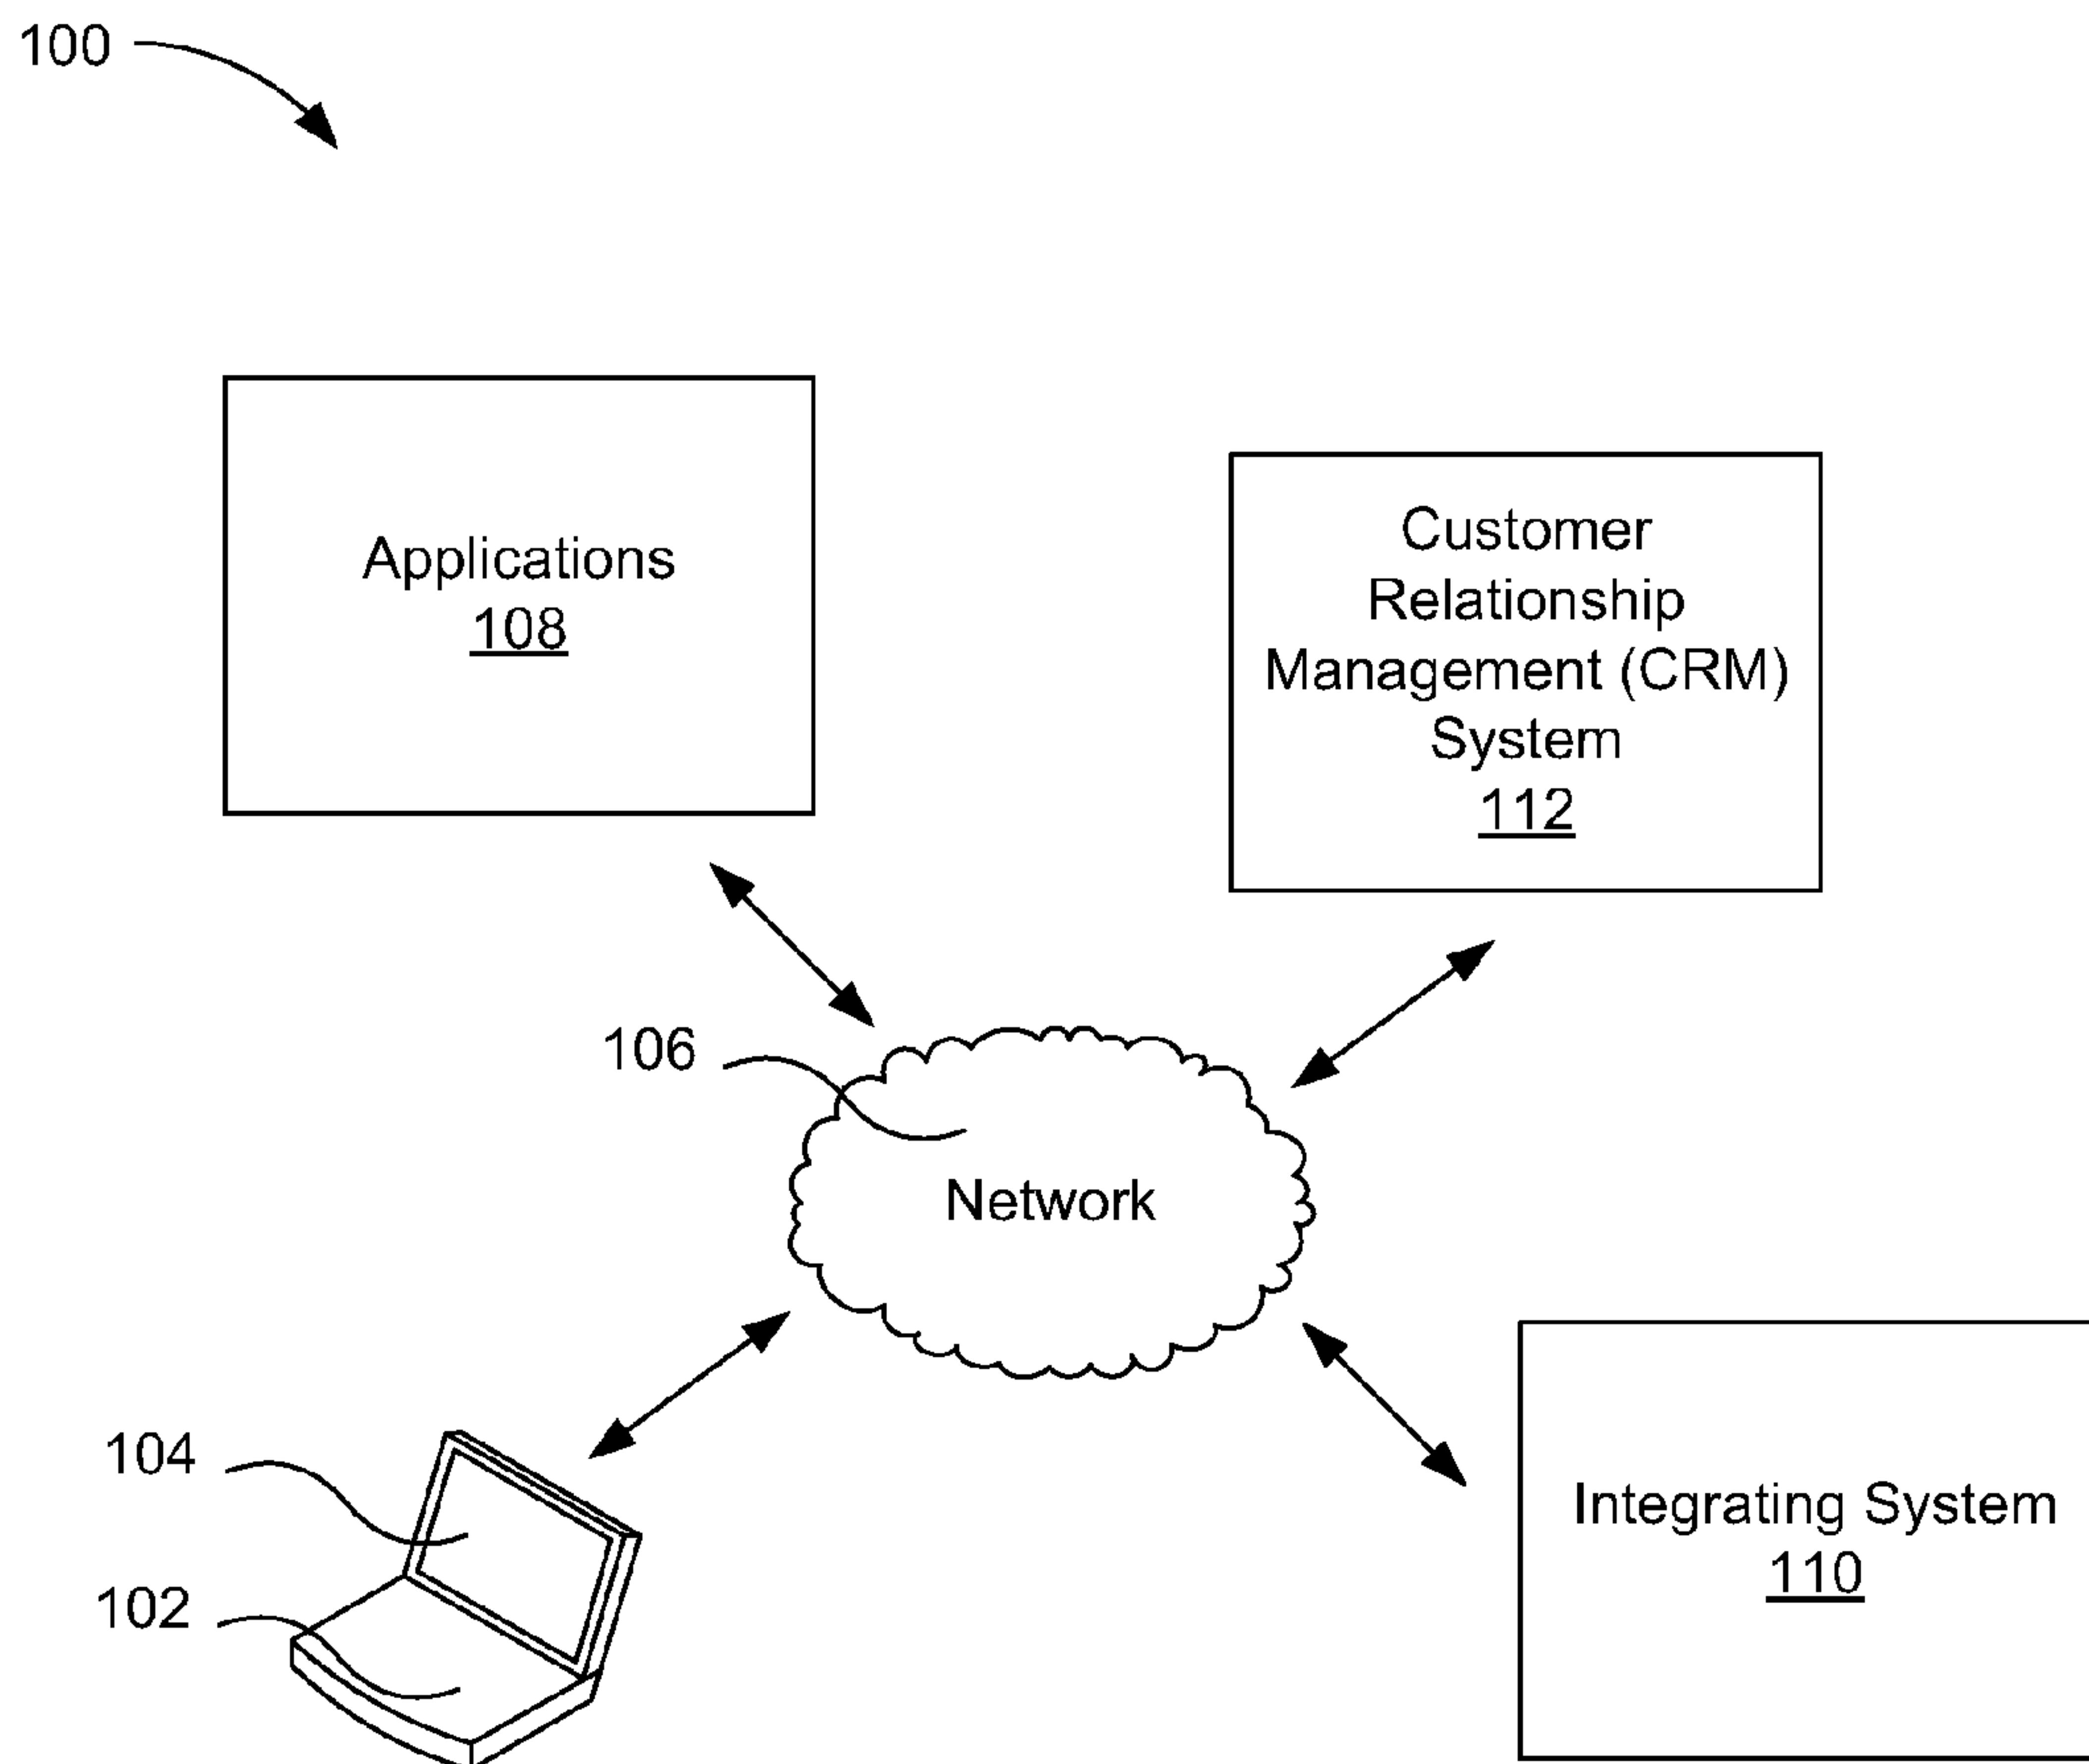 100
Applications
108
Customer
Relationship
Management (CRM)
System
112
106
Network
104
102
Integrating System
110